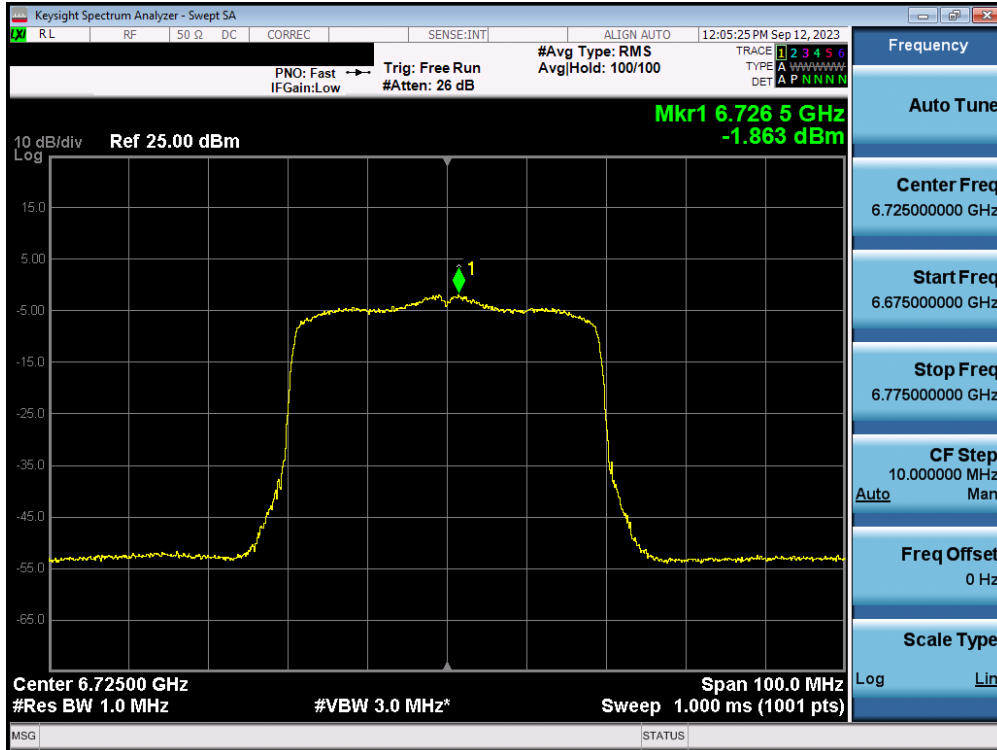 Keysight Spectrum Analyzer - Swept SA
LXI RL RF 50 Ω DC CORREC SENSE:INT ALIGN AUTO 12:05:25 PM Sep 12, 2023
PNO: Fast
IFGain:Low
Trig: Free Run
#Atten: 26 dB
#Avg Type: RMS
Avg|Hold: 100/100
TRACE 1 2 3 4 5 6
TYPE A WWWWW
DET A P N N N N
Mkr1 6.726 5 GHz
-1.863 dBm
10 dB/div Ref 25.00 dBm
Log
15.0
5.00
-5.00
-15.0
-25.0
-35.0
-45.0
-55.0
-65.0
1
Center 6.72500 GHz Span 100.0 MHz
#Res BW 1.0 MHz #VBW 3.0 MHz* Sweep 1.000 ms (1001 pts)
MSG STATUS
Frequency
Auto Tune
Center Freq
6.725000000 GHz
Start Freq
6.675000000 GHz
Stop Freq
6.775000000 GHz
CF Step
10.000000 MHz
Auto Man
Freq Offset
0 Hz
Scale Type
Log Lin